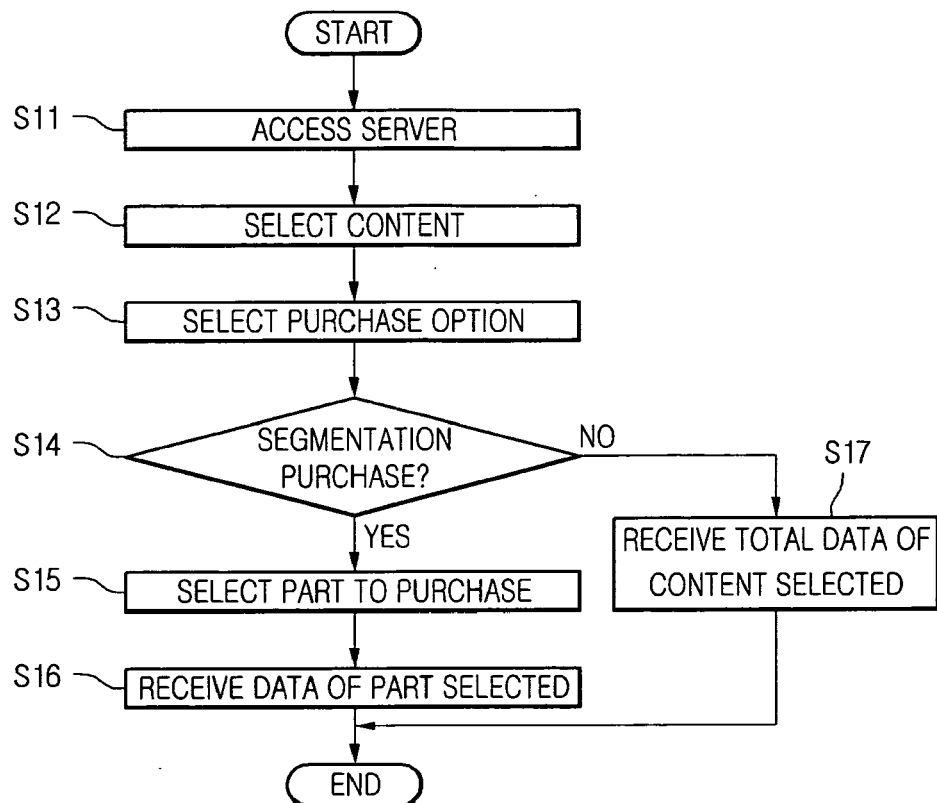 START
S11
ACCESS SERVER
S12
SELECT CONTENT
S13
SELECT PURCHASE OPTION
S14
SEGMENTATION
PURCHASE?
NO
YES
S17
RECEIVE TOTAL DATA OF
CONTENT SELECTED
S15
SELECT PART TO PURCHASE
S16
RECEIVE DATA OF PART SELECTED
END